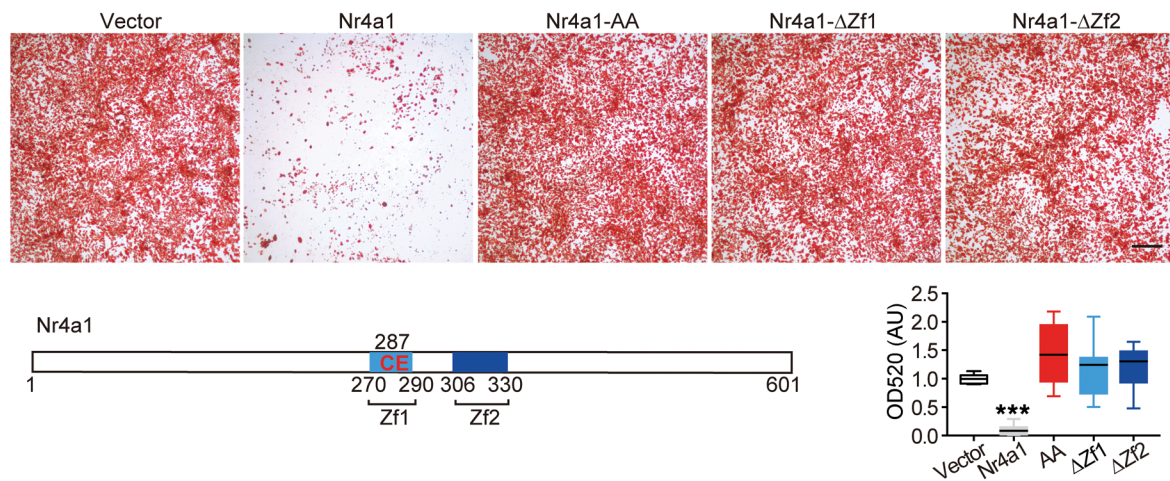 Vector Nr4a1 Nr4a1-AA Nr4a1-ΔZf1 Nr4a1-ΔZf2
Nr4a1
287
CE
1 270 290 306 330 601
Zf1 Zf2
OD520 (AU)
2.5
2.0
1.5
1.0
0.5
0.0
***
Vector Nr4a1 AA ΔZf1 ΔZf2